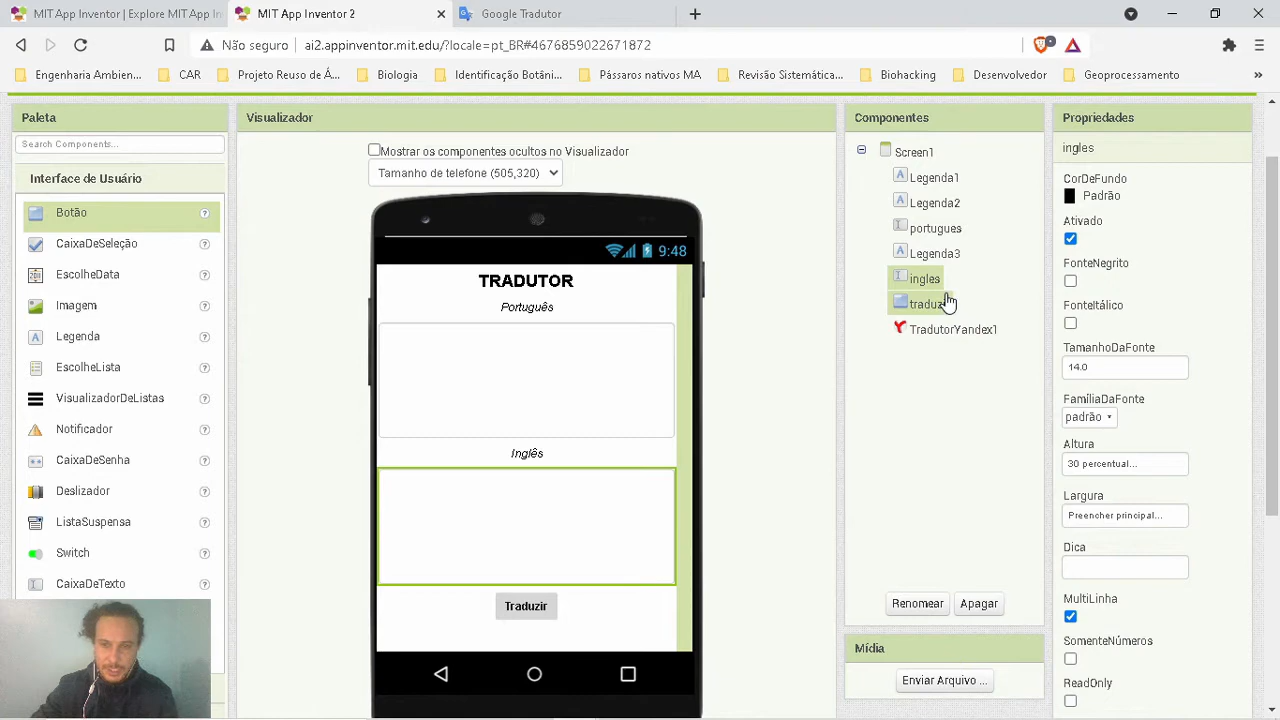 MIT App Inventor | Explore MIT App In
MIT App Inventor 2
Google Tradutor
Não seguro
ai2.appinventor.mit.edu/?locale=pt_BR#4676859022671872
Engenharia Ambien...
CAR
Projeto Reuso de Á...
Biologia
Identificação Botâni...
Pássaros nativos MA
Revisão Sistemática...
Biohacking
Desenvolvedor
Geoprocessamento
»
Paleta
Search Components...
Interface de Usuário
Botão
CaixaDeSeleção
EscolheData
Imagem
Legenda
EscolheLista
VisualizadorDeListas
Notificador
CaixaDeSenha
Deslizador
ListaSuspensa
Switch
CaixaDeTexto
Visualizador
Mostrar os componentes ocultos no Visualizador
Tamanho de telefone (505,320)
9:48
TRADUTOR
Português
Inglês
Traduzir
Componentes
Screen1
Legenda1
Legenda2
portugues
Legenda3
ingles
TradutorYandex1
Renomear
Apagar
Mídia
Enviar Arquivo ...
Propriedades
ingles
CorDeFundo
Padrão
Ativado
FonteNegrito
FonteItálico
TamanhoDaFonte
14.0
FamíliaDaFonte
padrão
Altura
30 percentual...
Largura
Preencher principal...
Dica
MultiLinha
SomenteNúmeros
ReadOnly